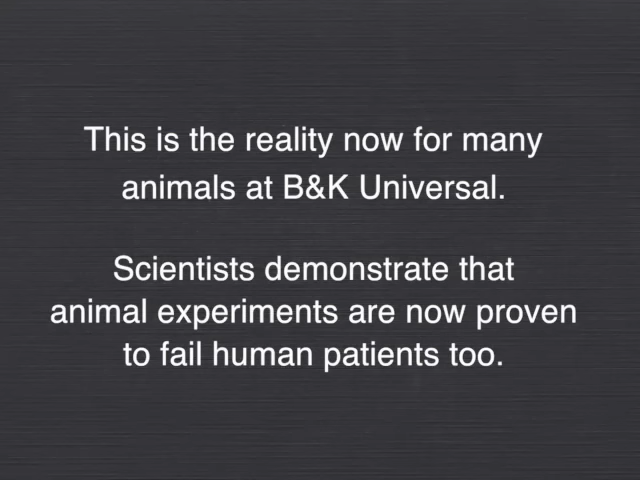 This is the reality now for many
animals at B&K Universal.
Scientists demonstrate that
animal experiments are now proven
to fail human patients too.